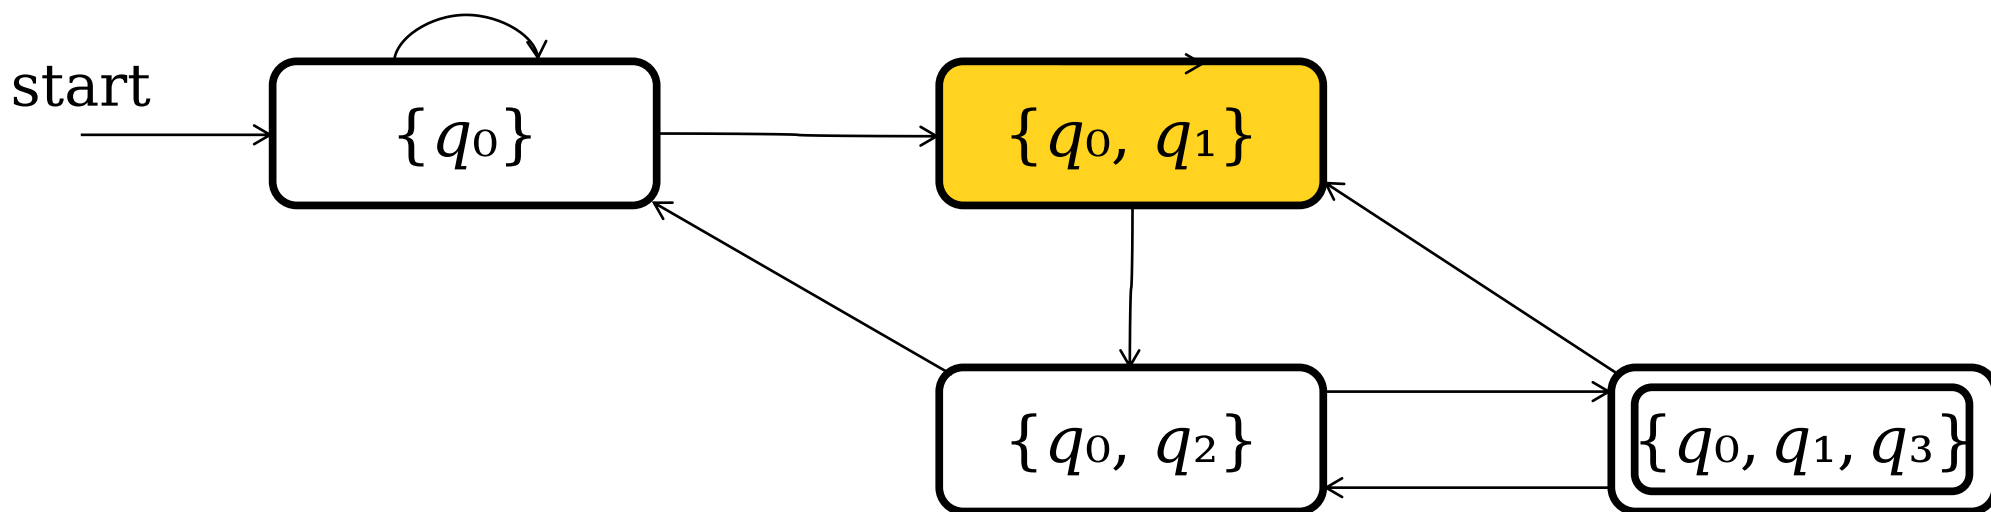 start
{q₀}
{q₀, q₁}
{q₀, q₂}
{q₀, q₁, q₃}